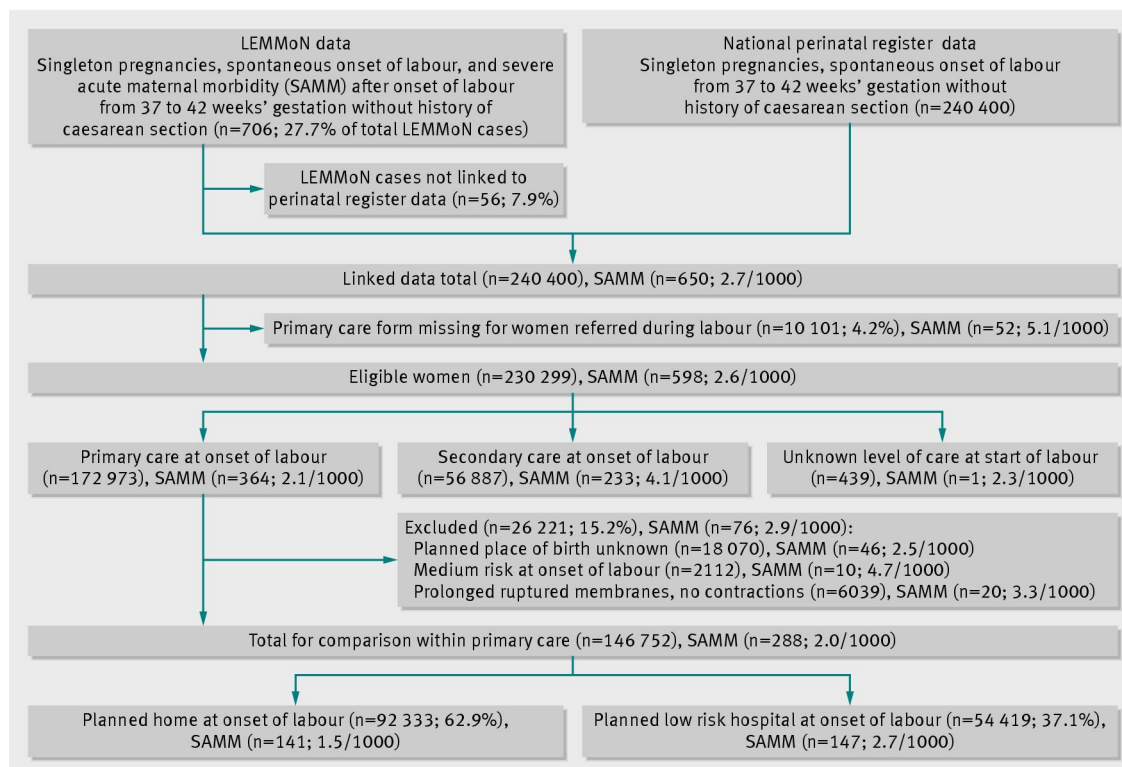 LEMMoN data
Singleton pregnancies, spontaneous onset of labour, and severe
acute maternal morbidity (SAMM) after onset of labour
from 37 to 42 weeks' gestation without history of
caesarean section (n=706; 27.7% of total LEMMoN cases)
National perinatal register data
Singleton pregnancies, spontaneous onset of labour
from 37 to 42 weeks' gestation without
history of caesarean section (n=240 400)
LEMMoN cases not linked to
perinatal register data (n=56; 7.9%)
Linked data total (n=240 400), SAMM (n=650; 2.7/1000)
Primary care form missing for women referred during labour (n=10 101; 4.2%), SAMM (n=52; 5.1/1000)
Eligible women (n=230 299), SAMM (n=598; 2.6/1000)
Primary care at onset of labour
(n=172 973), SAMM (n=364; 2.1/1000)
Secondary care at onset of labour
(n=56 887), SAMM (n=233; 4.1/1000)
Unknown level of care at start of labour
(n=439), SAMM (n=1; 2.3/1000)
Excluded (n=26 221; 15.2%), SAMM (n=76; 2.9/1000):
Planned place of birth unknown (n=18 070), SAMM (n=46; 2.5/1000)
Medium risk at onset of labour (n=2112), SAMM (n=10; 4.7/1000)
Prolonged ruptured membranes, no contractions (n=6039), SAMM (n=20; 3.3/1000)
Total for comparison within primary care (n=146 752), SAMM (n=288; 2.0/1000)
Planned home at onset of labour (n=92 333; 62.9%),
SAMM (n=141; 1.5/1000)
Planned low risk hospital at onset of labour (n=54 419; 37.1%),
SAMM (n=147; 2.7/1000)